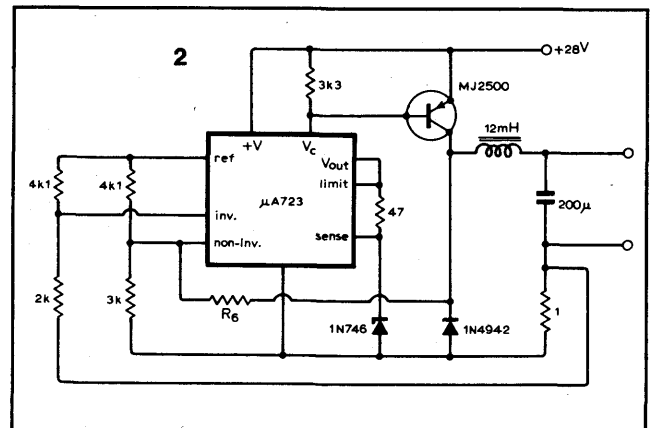 2
+28V
3k3
MJ2500
12mH
+V
Vc
ref
Vout
4k1
4k1
limit
μA723
200μ
inv.
47
non-inv.
sense
2k
3k
R6
1N746
1N4942
1